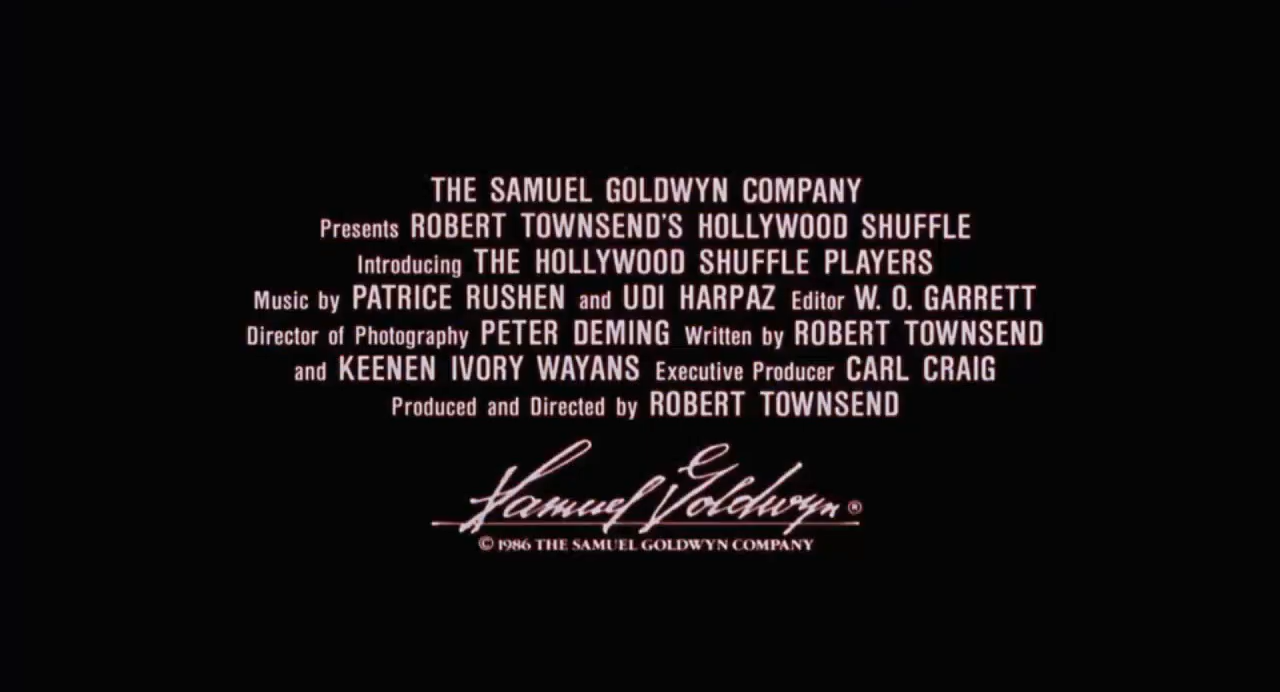 THE SAMUEL GOLDWYN COMPANY
Presents ROBERT TOWNSEND'S HOLLYWOOD SHUFFLE
Introducing THE HOLLYWOOD SHUFFLE PLAYERS
Music by PATRICE RUSHEN and UDI HARPAZ Editor W. O. GARRETT
Director of Photography PETER DEMING Written by ROBERT TOWNSEND
and KEENEN IVORY WAYANS Executive Producer CARL CRAIG
Produced and Directed by ROBERT TOWNSEND
Samuel Goldwyn®
© 1986 THE SAMUEL GOLDWYN COMPANY